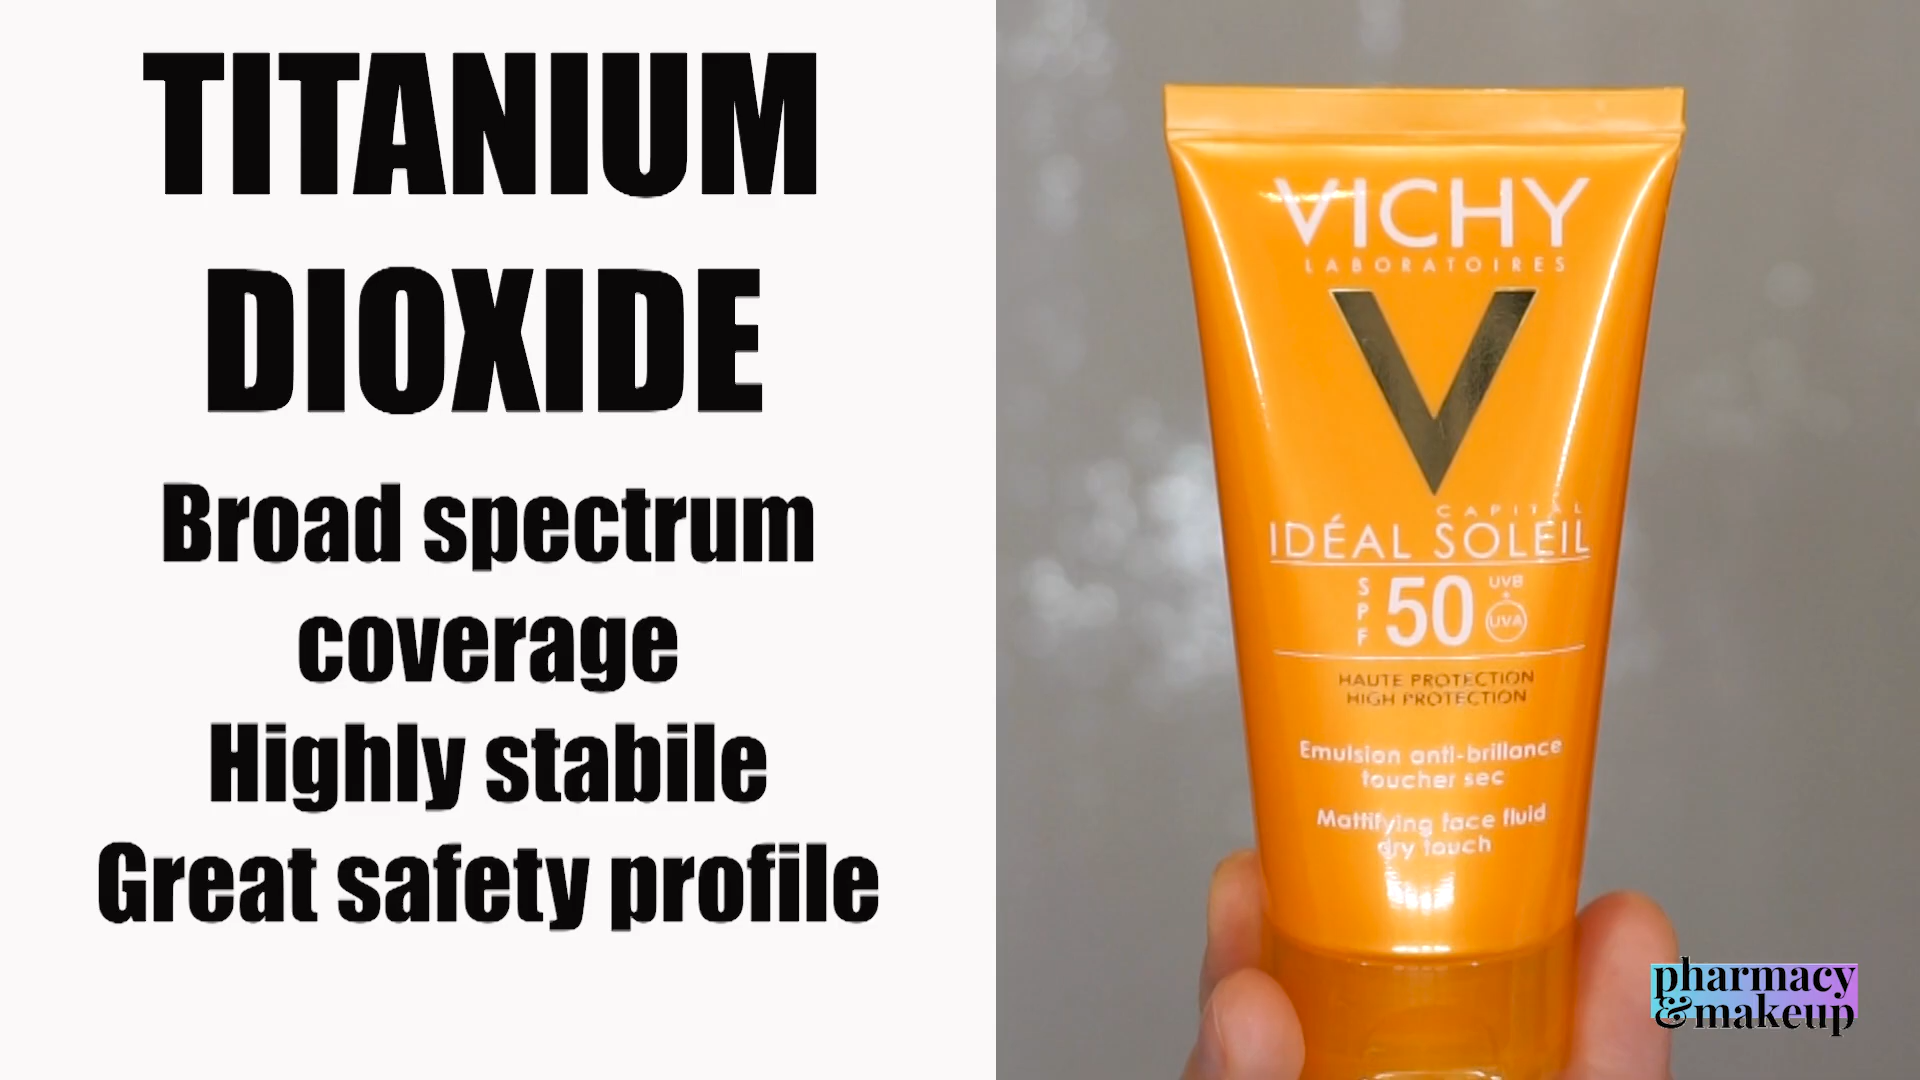 TITANIUM
DIOXIDE
Broad spectrum
coverage
Highly stabile
Great safety profile
VICHY
LABORATOIRES
V
CAPITAL
IDÉAL SOLEIL
SPF 50 UVB + UVA
HAUTE PROTECTION
HIGH PROTECTION
Emulsion anti-brillance
toucher sec
Mattifying face fluid
dry touch
pharmacy
&makeup